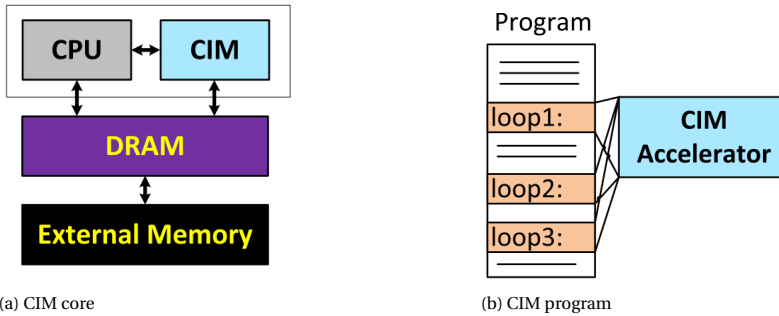 CPU
CIM
DRAM
External Memory
(a) CIM core
Program
loop1:
loop2:
loop3:
CIM
Accelerator
(b) CIM program